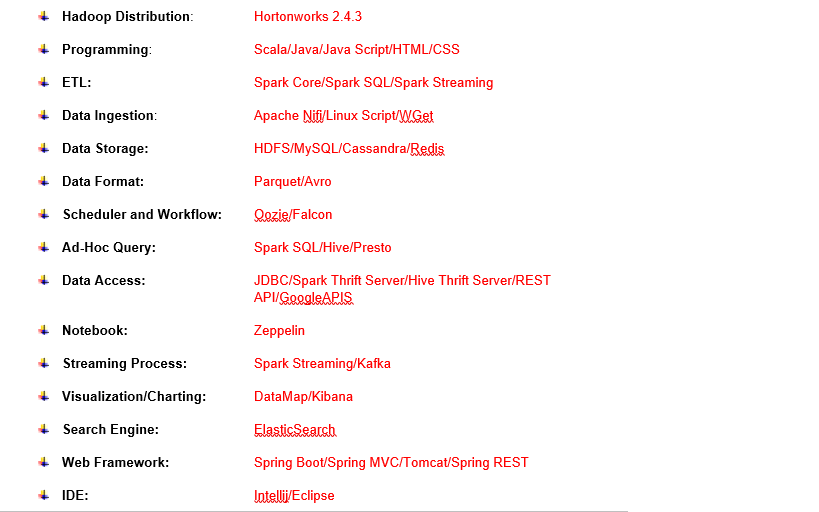 Hadoop Distribution: Hortonworks 2.4.3
Programming: Scala/Java/Java Script/HTML/CSS
ETL: Spark Core/Spark SQL/Spark Streaming
Data Ingestion: Apache Nifi/Linux Script/WGet
Data Storage: HDFS/MySQL/Cassandra/Redis
Data Format: Parquet/Avro
Scheduler and Workflow: Oozie/Falcon
Ad-Hoc Query: Spark SQL/Hive/Presto
Data Access: JDBC/Spark Thrift Server/Hive Thrift Server/REST
API/GoogleAPIS
Notebook: Zeppelin
Streaming Process: Spark Streaming/Kafka
Visualization/Charting: DataMap/Kibana
Search Engine: ElasticSearch
Web Framework: Spring Boot/Spring MVC/Tomcat/Spring REST
IDE: Intellij/Eclipse